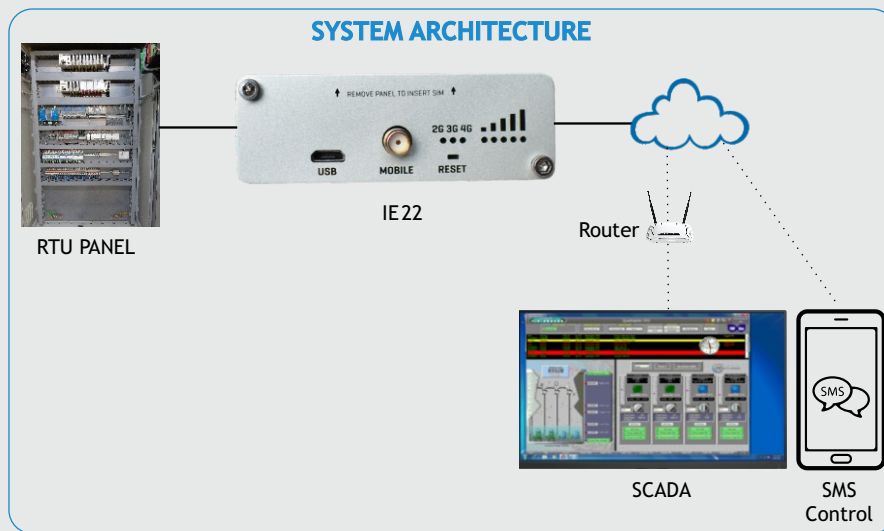 SYSTEM ARCHITECTURE
REMOVE PANEL TO INSERT SIM
2G 3G 4G
USB
MOBILE
RESET
IE22
RTU PANEL
Router
SMS
SCADA
SMS
Control